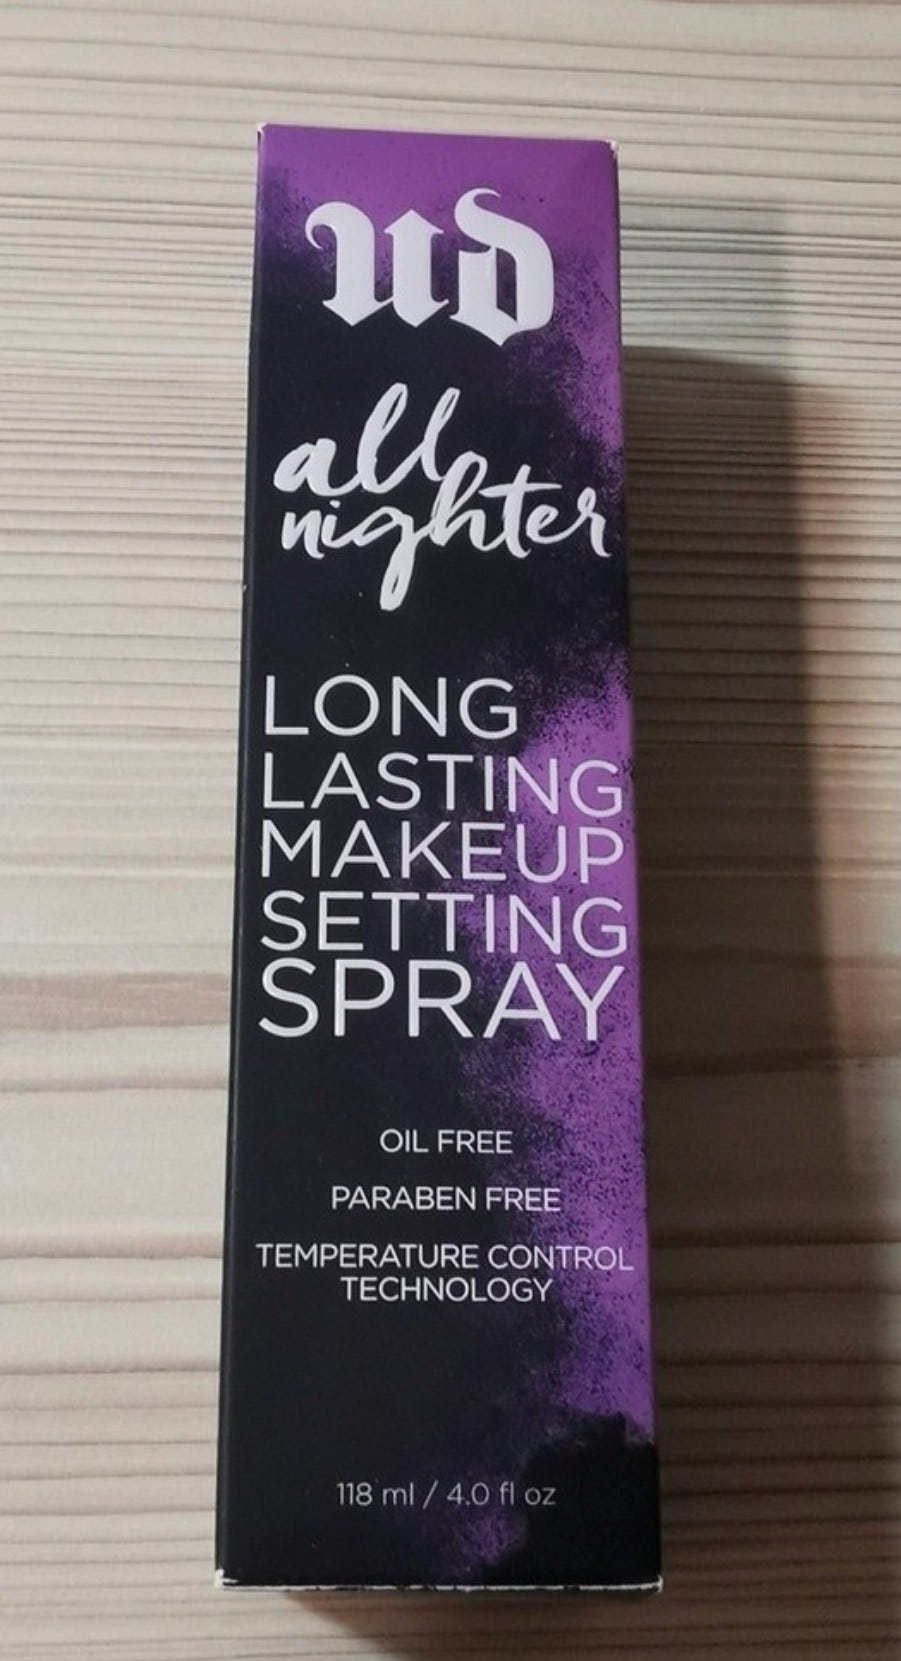 UD
all
nighter
LONG
LASTING
MAKEUP
SETTING
SPRAY
OIL FREE
PARABEN FREE
TEMPERATURE CONTROL
TECHNOLOGY
118 ml / 4.0 fl oz